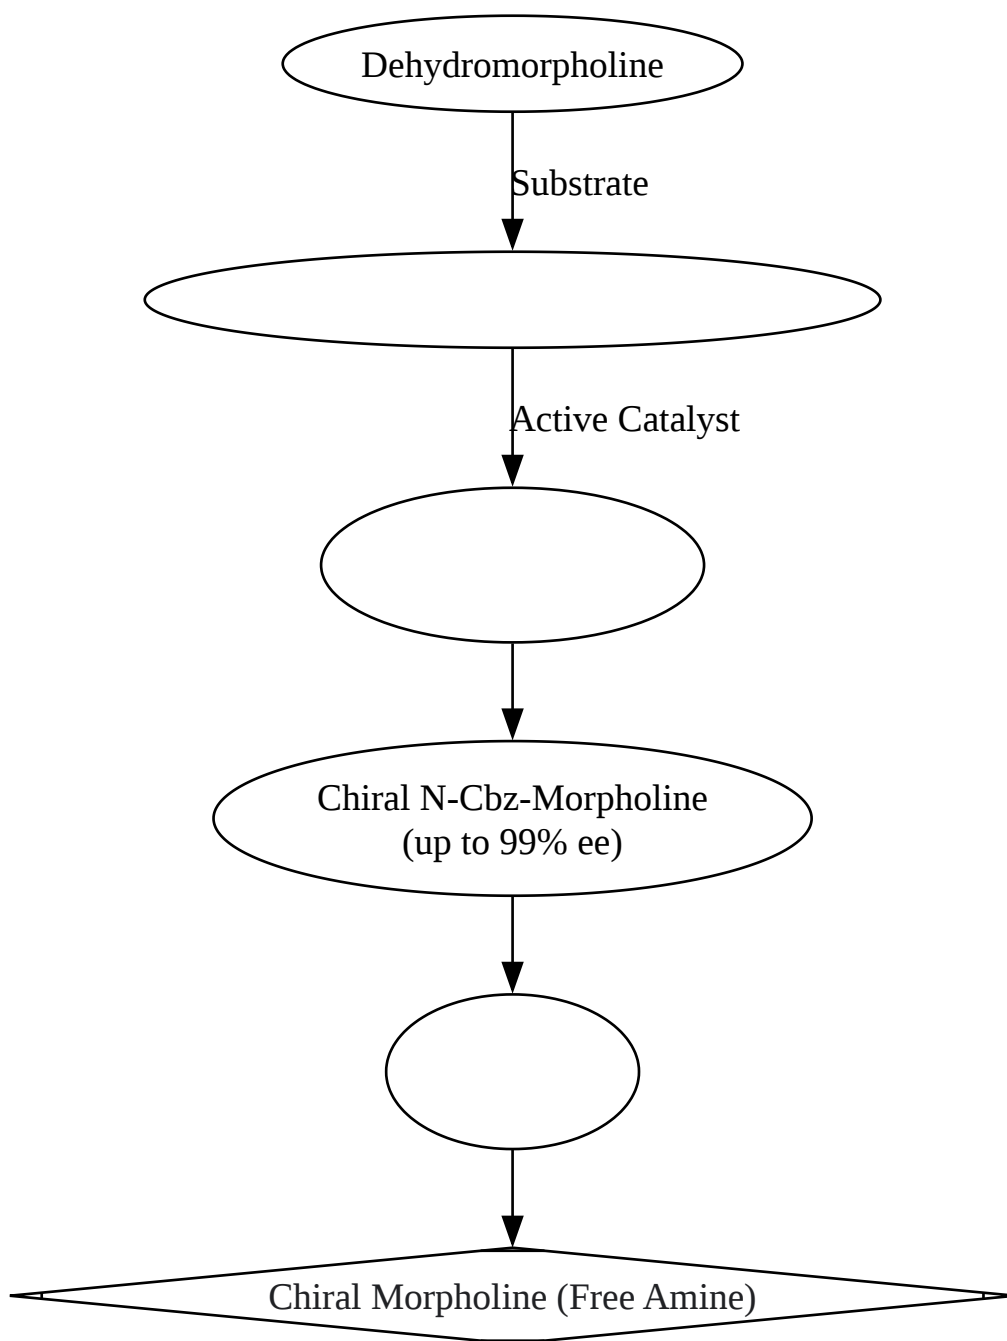 Dehydromorpholine
Substrate
Active Catalyst
Chiral N-Cbz-Morpholine
(up to 99% ee)
Chiral Morpholine (Free Amine)